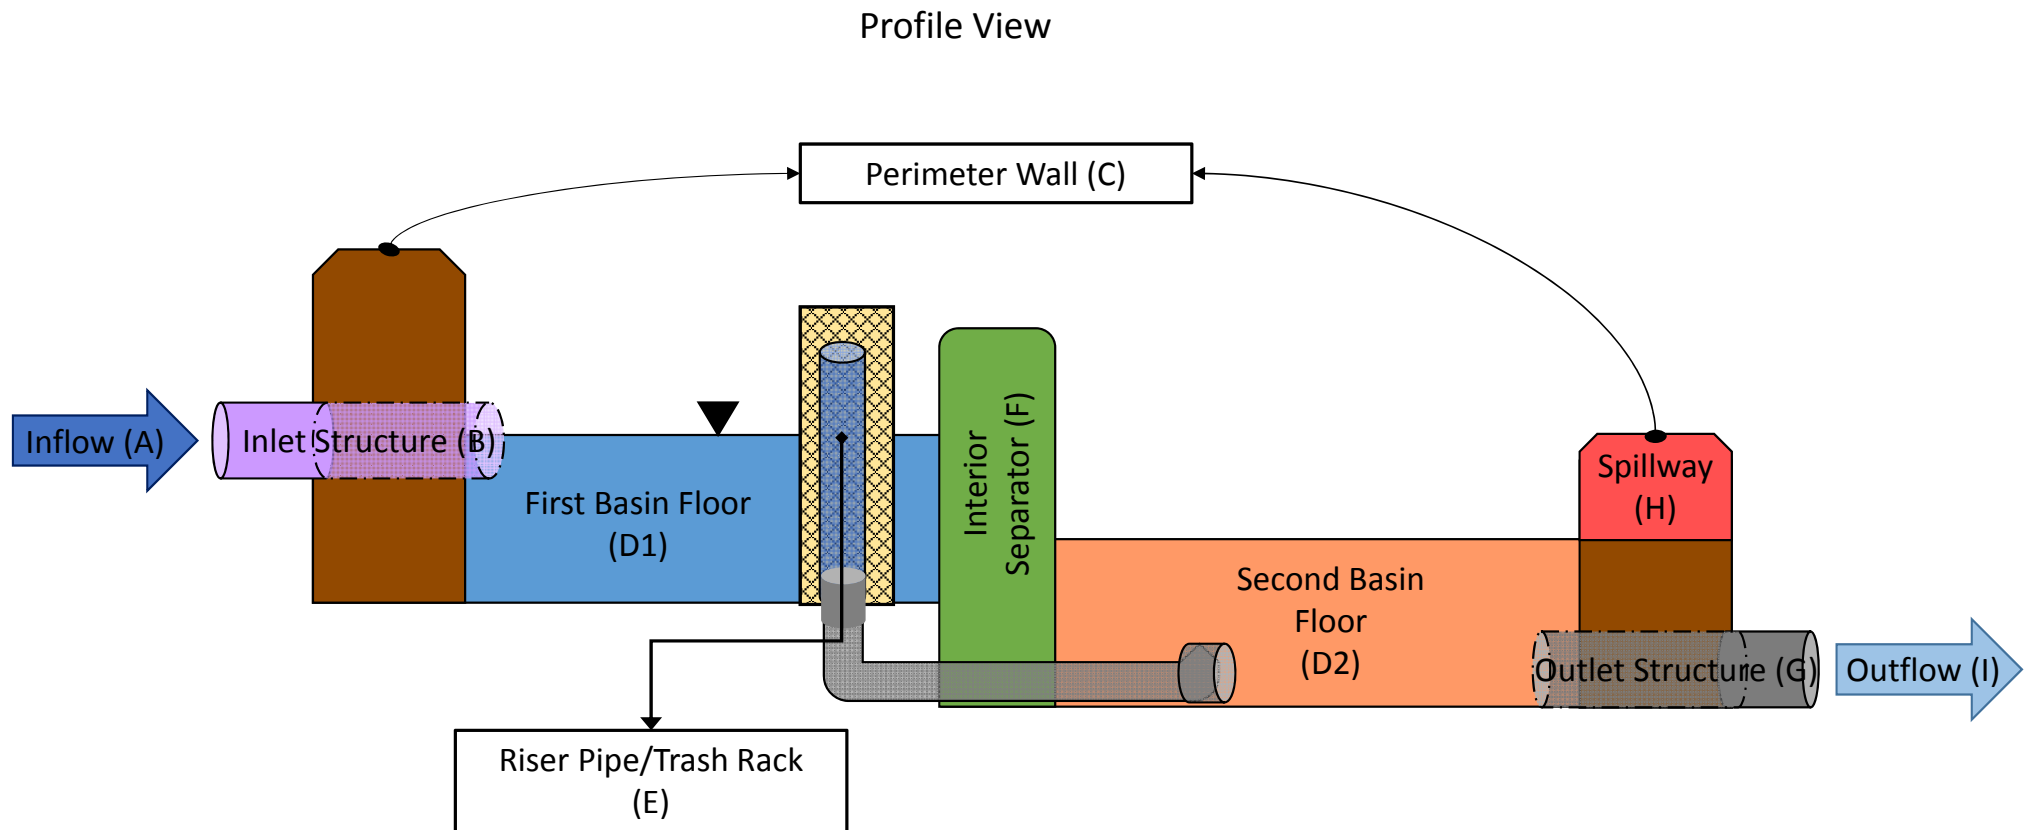 Profile View
Perimeter Wall (C)
Inflow (A)
Inlet Structure (B)
First Basin Floor
(D1)
Interior
Separator (F)
Second Basin
Floor
(D2)
Spillway
(H)
Outlet Structure (G)
Outflow (I)
Riser Pipe/Trash Rack
(E)